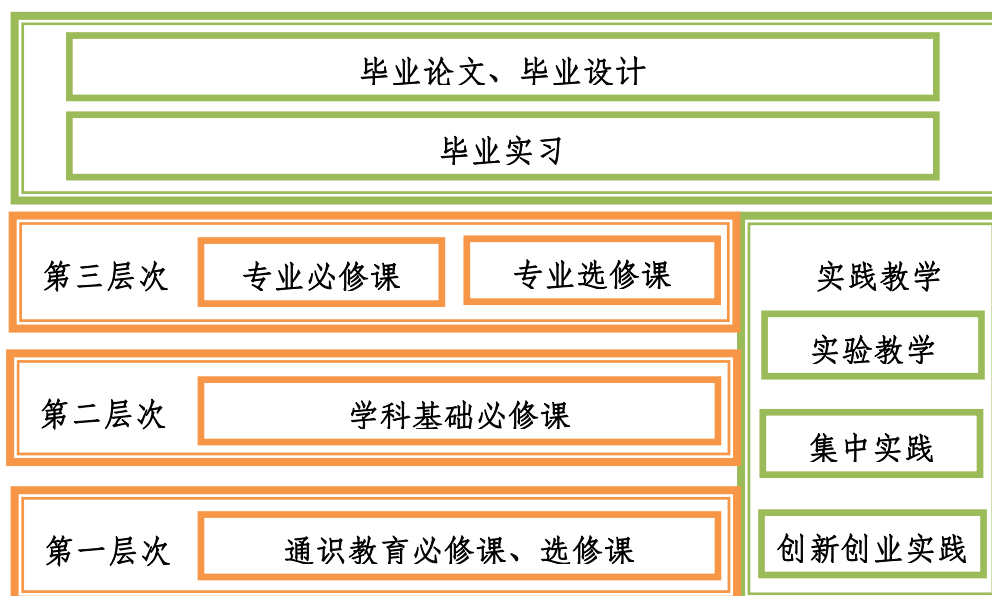 毕业论文、毕业设计
毕业实习
第三层次
专业必修课
专业选修课
第二层次
学科基础必修课
第一层次
通识教育必修课、选修课
实践教学
实验教学
集中实践
创新创业实践